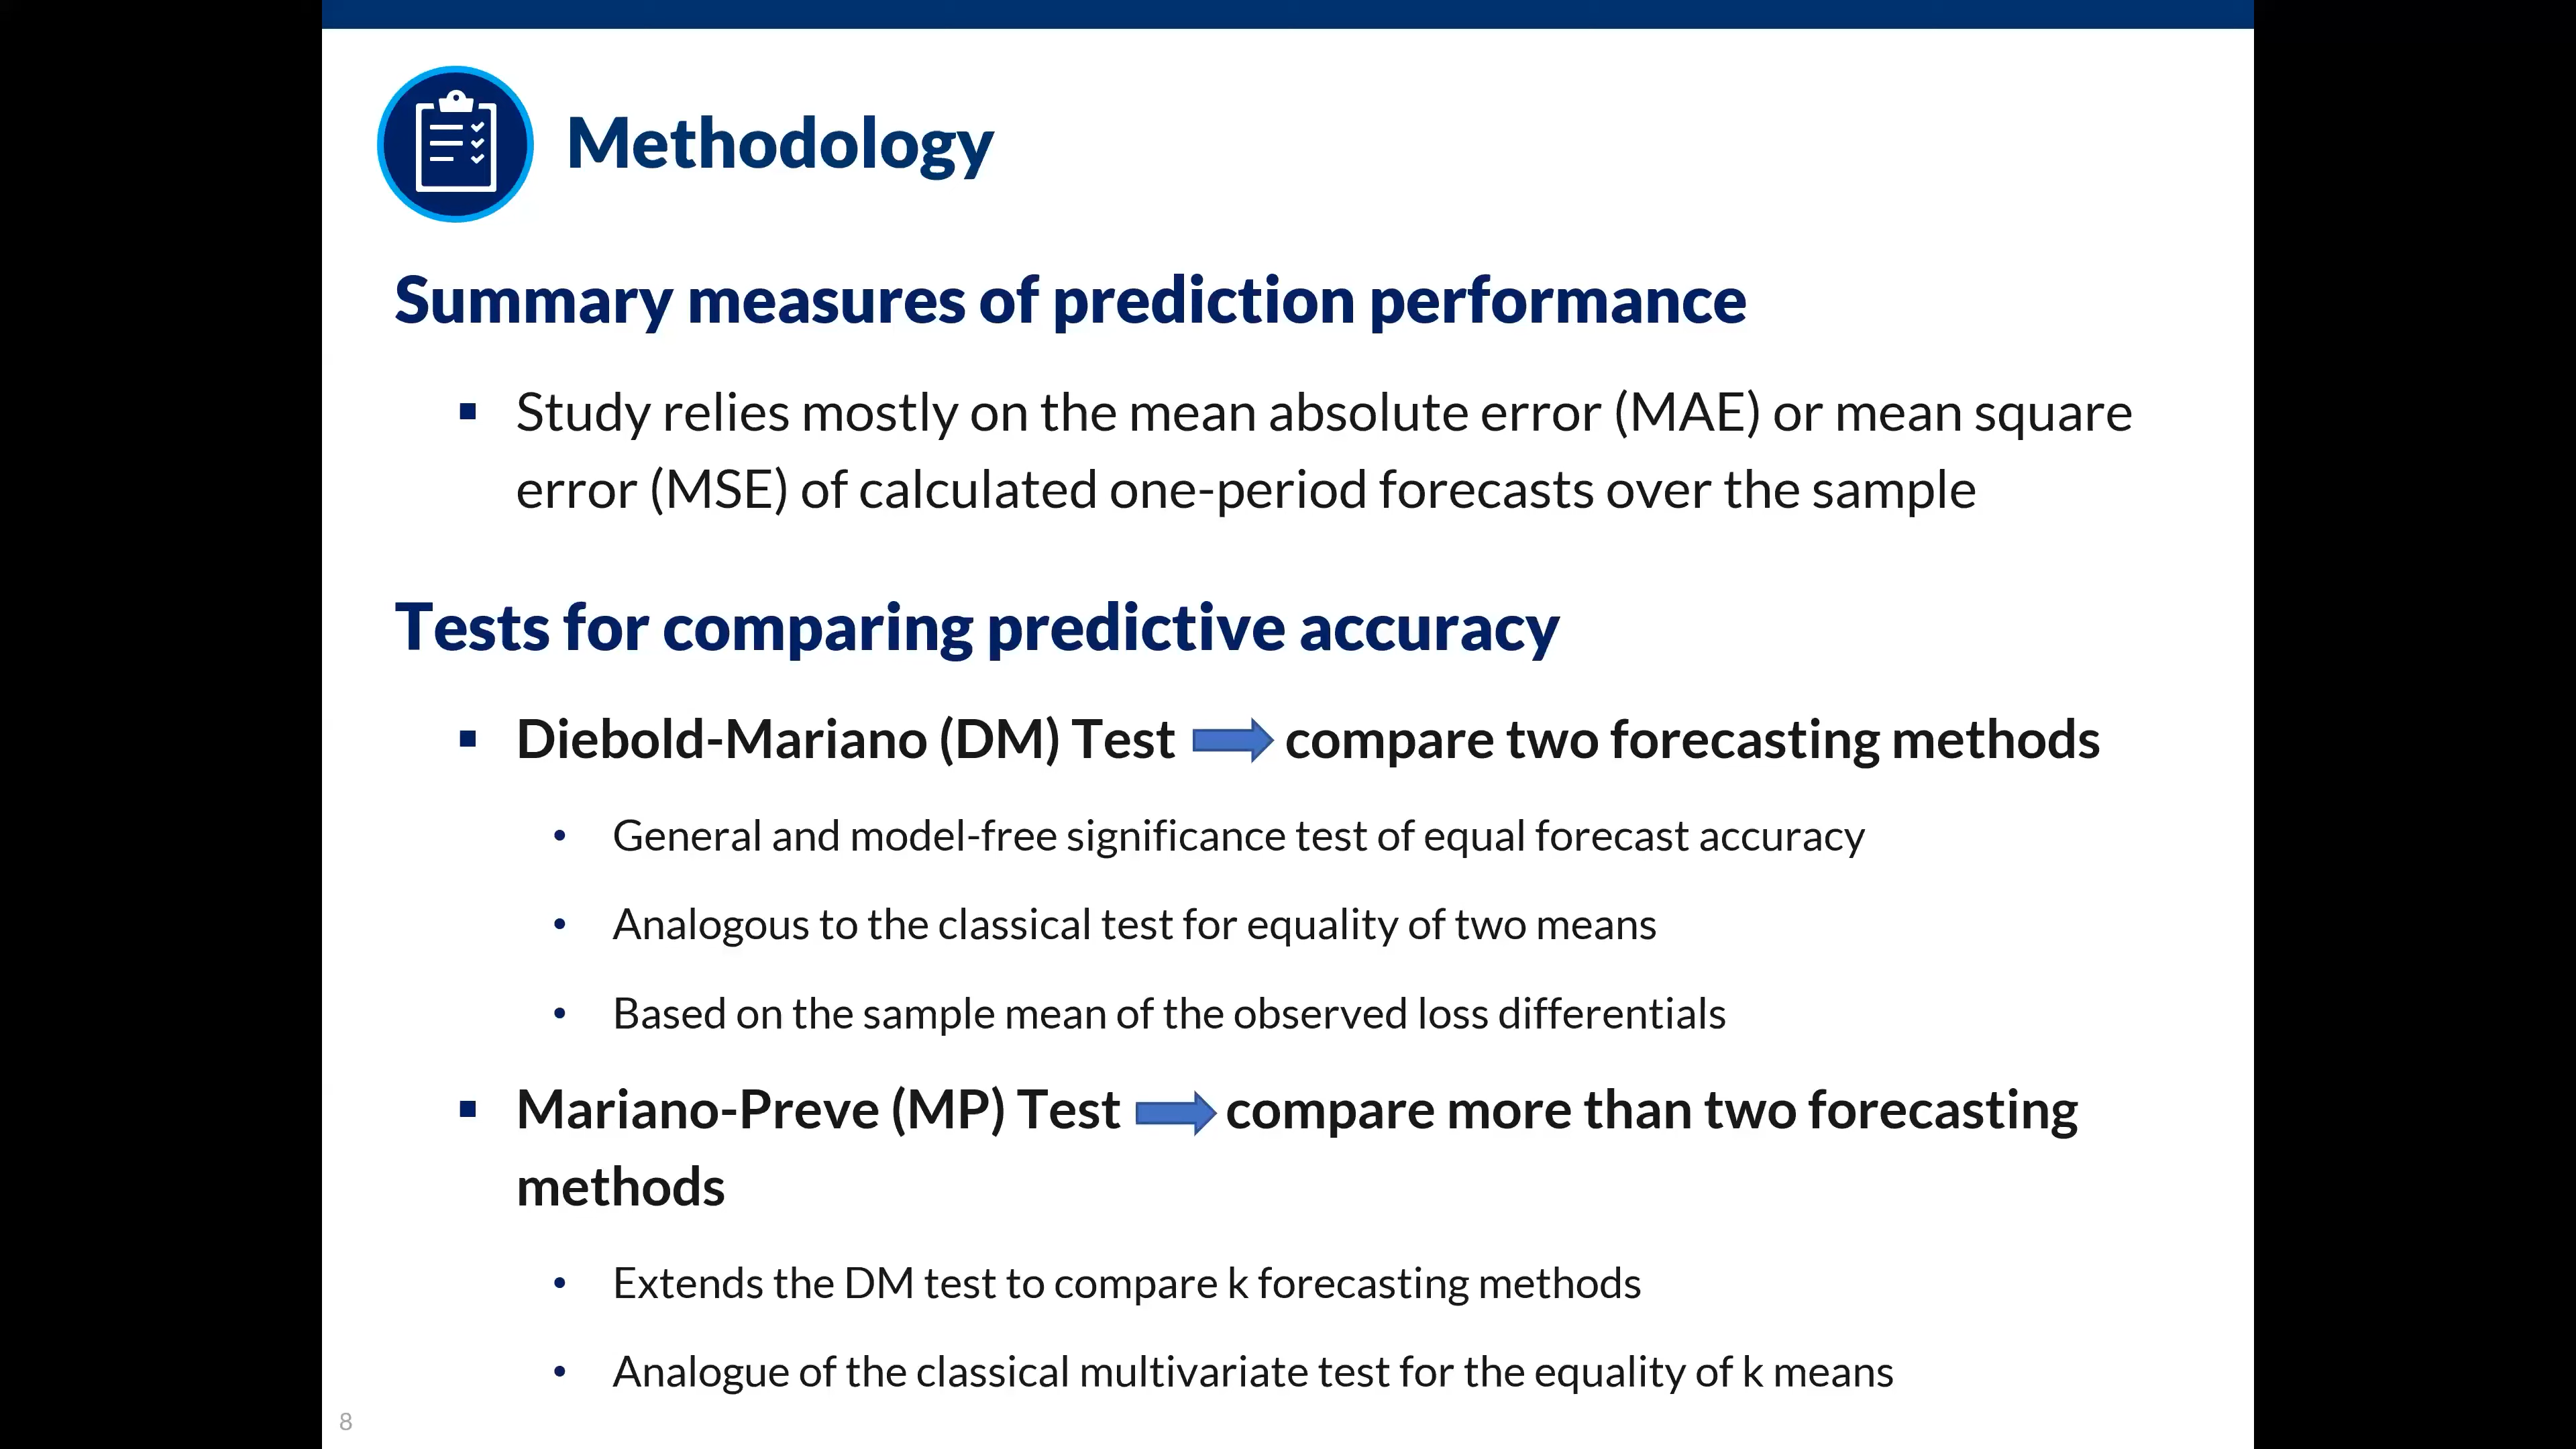 Methodology
Summary measures of prediction performance
▪ Study relies mostly on the mean absolute error (MAE) or mean square
error (MSE) of calculated one-period forecasts over the sample
Tests for comparing predictive accuracy
▪ Diebold-Mariano (DM) Test compare two forecasting methods
• General and model-free significance test of equal forecast accuracy
• Analogous to the classical test for equality of two means
• Based on the sample mean of the observed loss differentials
▪ Mariano-Preve (MP) Test compare more than two forecasting
methods
• Extends the DM test to compare k forecasting methods
• Analogue of the classical multivariate test for the equality of k means
8